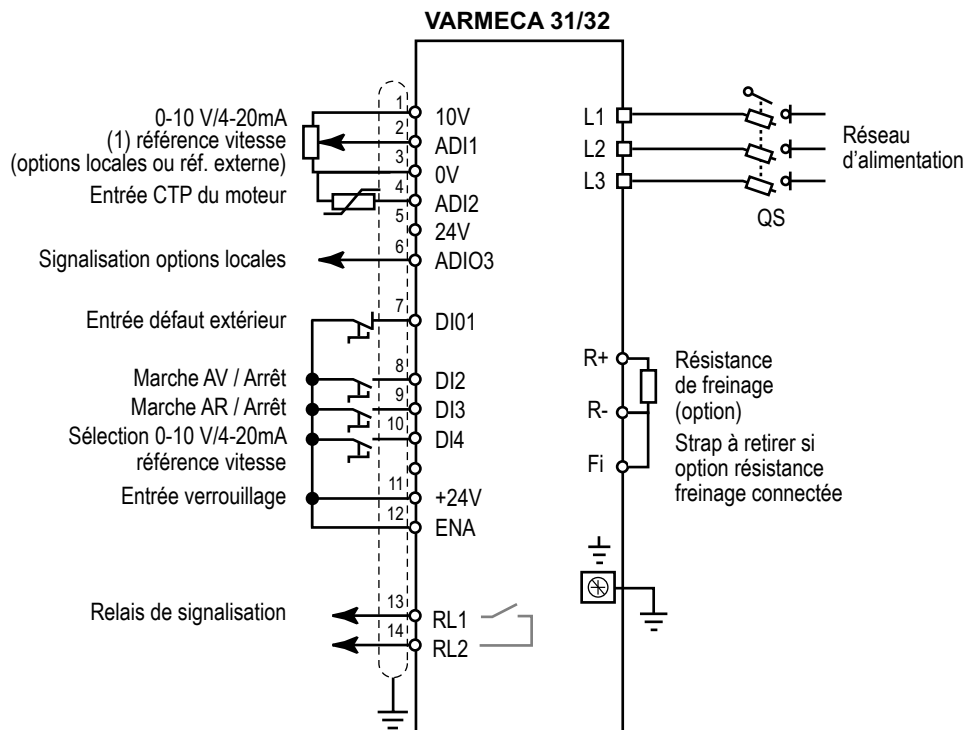 VARMECA 31/32
0-10 V/4-20mA
(1) référence vitesse
(options locales ou réf. externe)
Entrée CTP du moteur
Signalisation options locales
Entrée défaut extérieur
Marche AV / Arrêt
Marche AR / Arrêt
Sélection 0-10 V/4-20mA
référence vitesse
Entrée verrouillage
Relais de signalisation
1
2
3
4
5
6
7
8
9
10
11
12
13
14
10V
ADI1
0V
ADI2
24V
ADIO3
DI01
DI2
DI3
DI4
+24V
ENA
RL1
RL2
L1
L2
L3
QS
Réseau
d'alimentation
R+
R-
Fi
Résistance
de freinage
(option)
Strap à retirer si
option résistance
freinage connectée